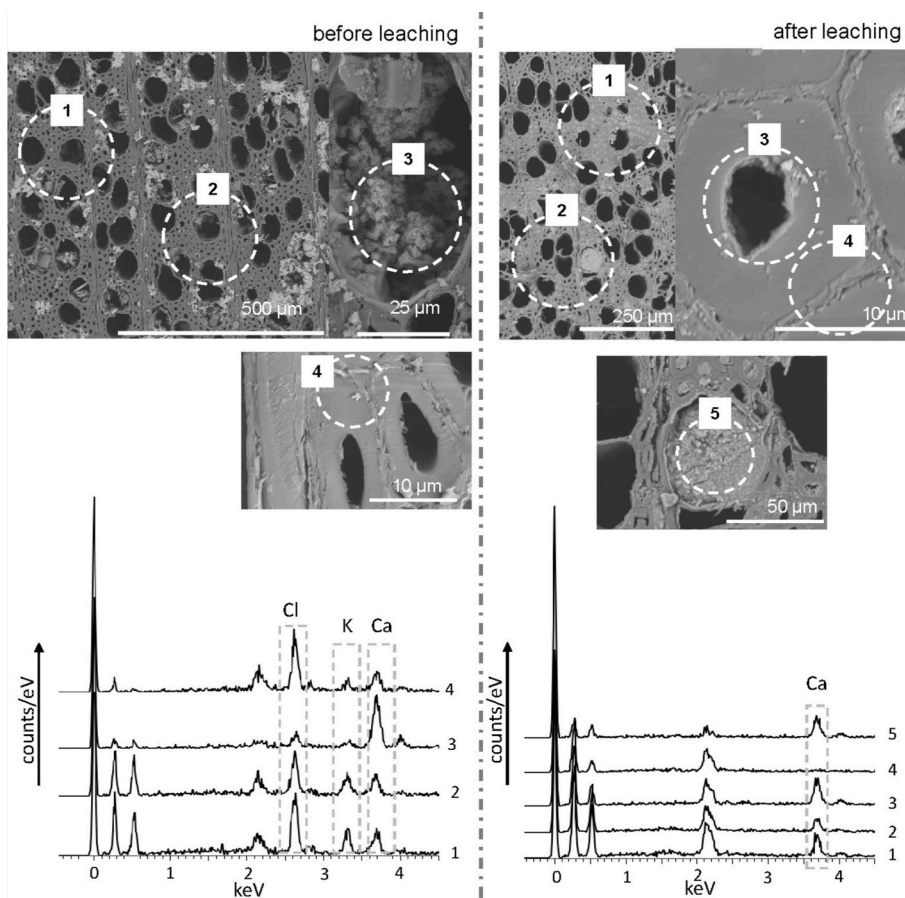 before leaching
1
2
3
500 µm
25 µm
4
10 µm
counts/eV
Cl
K
Ca
4
3
2
1
0 1 2 3 4
keV
after leaching
1
2
3
4
250 µm
10 µm
5
50 µm
counts/eV
Ca
5
4
3
2
1
0 1 2 3 4
keV